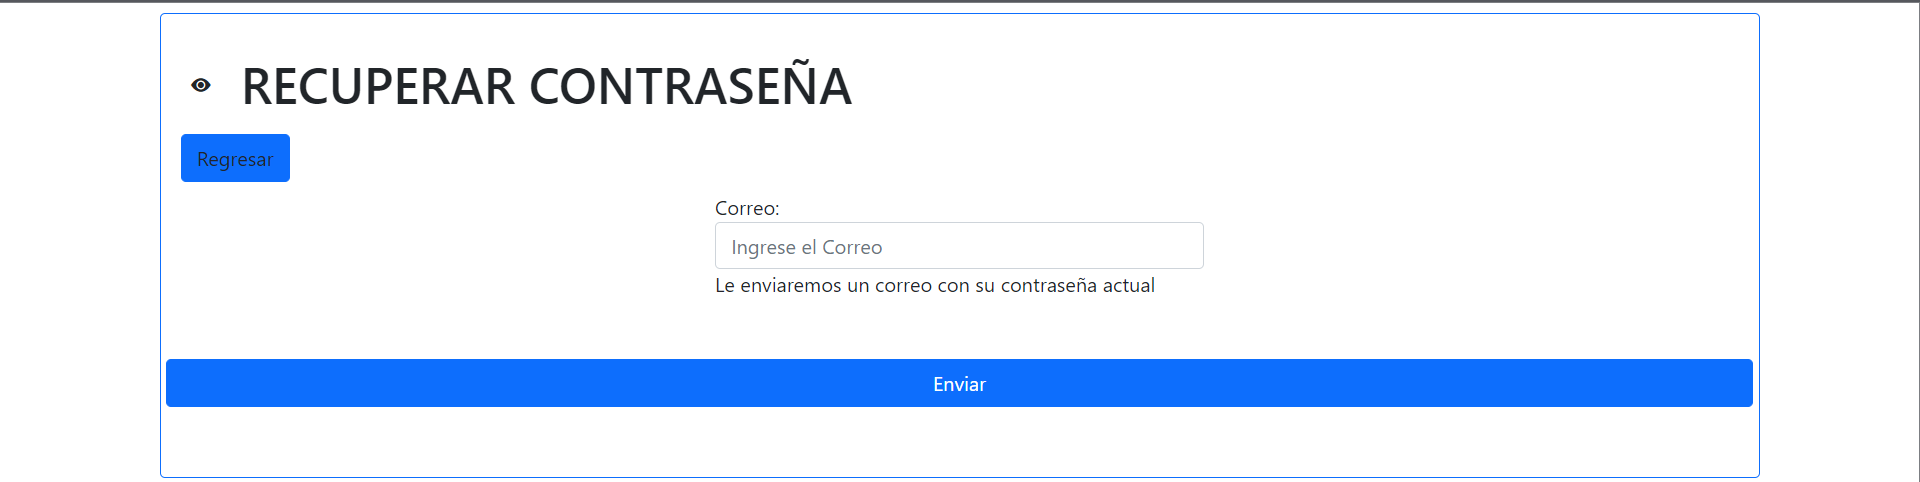 RECUPERAR CONTRASEÑA
Regresar
Correo:
Ingrese el Correo
Le enviaremos un correo con su contraseña actual
Enviar